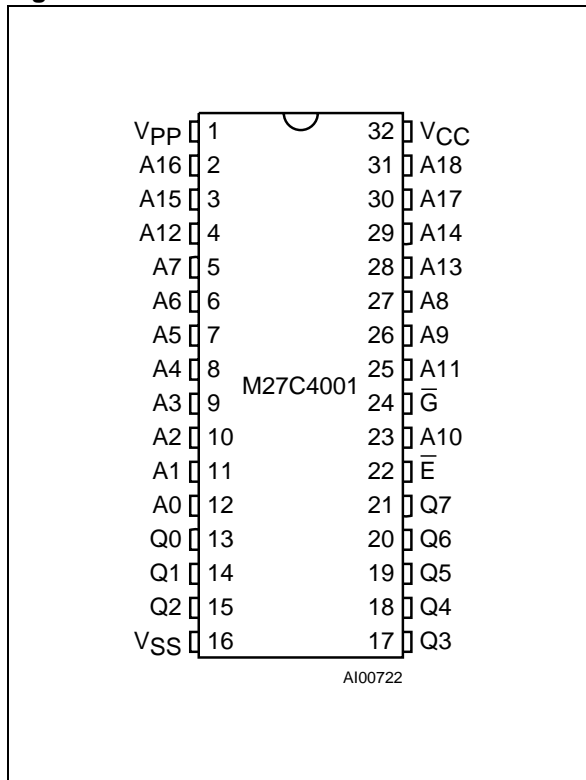 VPP 1 32 VCC
A16 2 31 A18
A15 3 30 A17
A12 4 29 A14
A7 5 28 A13
A6 6 27 A8
A5 7 26 A9
A4 8 25 A11
M27C4001
A3 9 24 G̅
A2 10 23 A10
A1 11 22 E̅
A0 12 21 Q7
Q0 13 20 Q6
Q1 14 19 Q5
Q2 15 18 Q4
VSS 16 17 Q3
AI00722